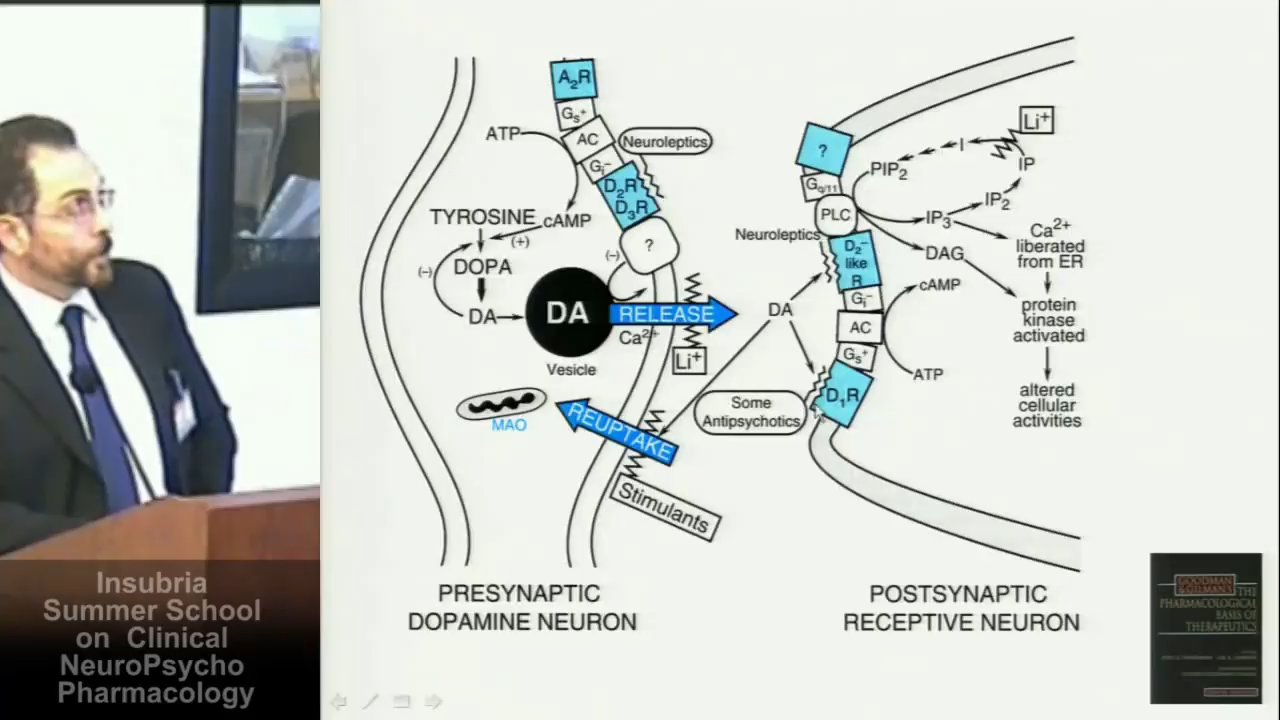 A₂R
Gs⁺
ATP
AC
Neuroleptics
Gi⁻
D₂R
D₃R
TYROSINE
cAMP
(+)
?
(–)
(–)
DOPA
DA
DA
RELEASE
Ca²⁺
Vesicle
Li⁺
MAO
REUPTAKE
Stimulants
PRESYNAPTIC
DOPAMINE NEURON
DA
Neuroleptics
Some
Antipsychotics
?
Gq/11
PLC
D₂⁻
like
R
Gi⁻
AC
Gs⁺
D₁R
PIP₂
I
Li⁺
IP
IP₂
IP₃
DAG
cAMP
ATP
Ca²⁺
liberated
from ER
protein
kinase
activated
altered
cellular
activities
POSTSYNAPTIC
RECEPTIVE NEURON
Insubria
Summer School
on Clinical
NeuroPsycho
Pharmacology
GOODMAN
& GILMAN'S
THE
PHARMACOLOGICAL
BASIS OF
THERAPEUTICS